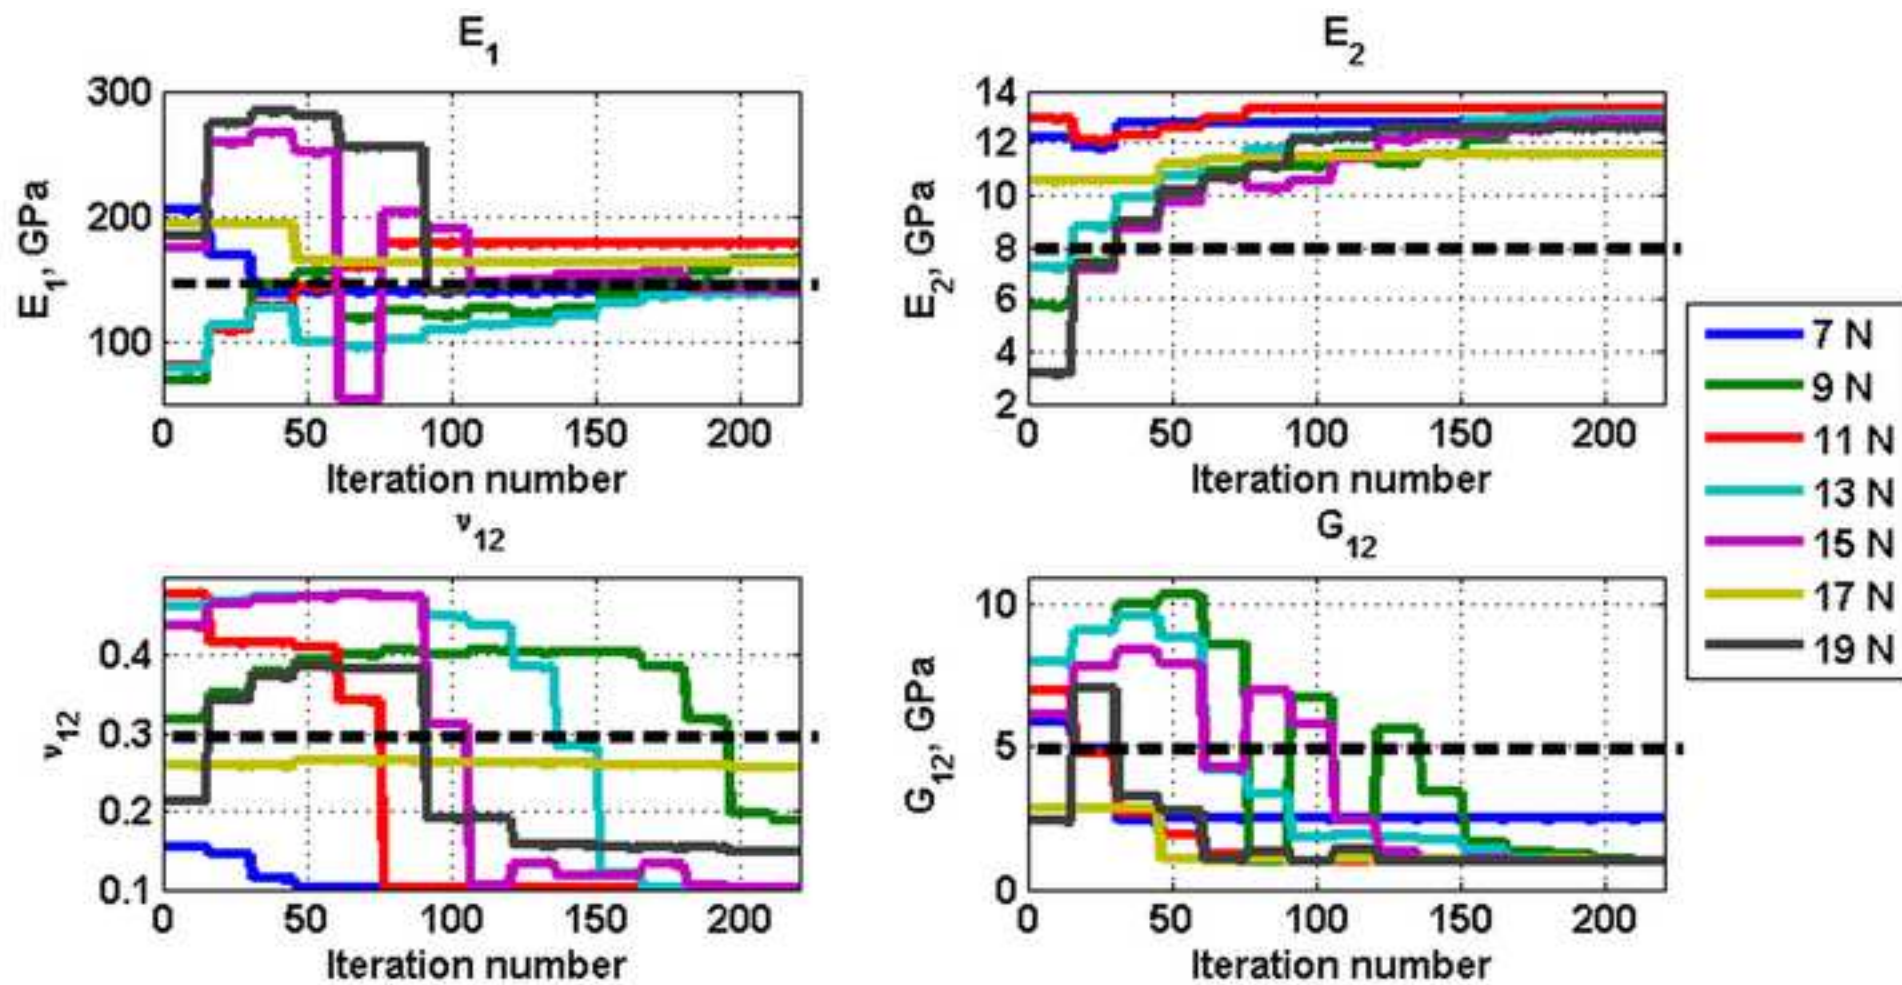 E1
E2
300
200
100
E1, GPa
0 50 100 150 200
Iteration number
14
12
10
8
6
4
2
E2, GPa
0 50 100 150 200
Iteration number
7 N
9 N
11 N
13 N
15 N
17 N
19 N
ν12
G12
0.4
0.3
0.2
0.1
ν12
0 50 100 150 200
Iteration number
10
5
0
G12, GPa
0 50 100 150 200
Iteration number